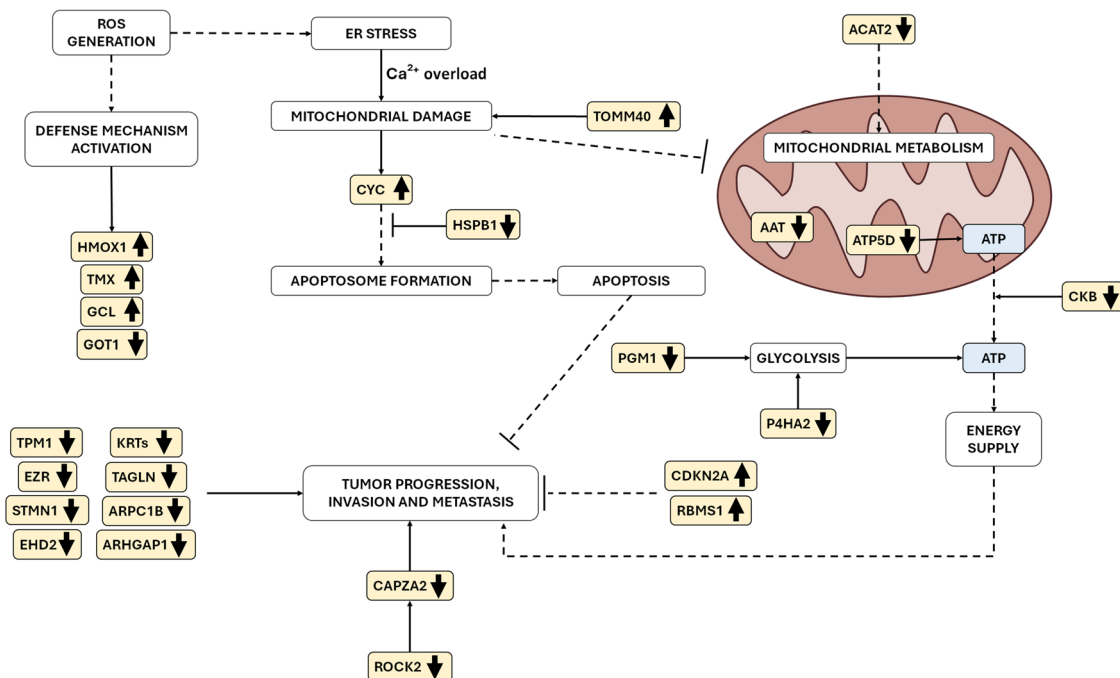 ROS
GENERATION
ER STRESS
ACAT2
Ca2+ overload
DEFENSE MECHANISM
ACTIVATION
MITOCHONDRIAL DAMAGE
TOMM40
MITOCHONDRIAL METABOLISM
CYC
HSPB1
AAT
ATP5D
ATP
HMOX1
TMX
GCL
GOT1
APOPTOSOME FORMATION
APOPTOSIS
CKB
PGM1
GLYCOLYSIS
ATP
P4HA2
ENERGY
SUPPLY
TPM1
KRTs
EZR
TAGLN
STMN1
ARPC1B
EHD2
ARHGAP1
TUMOR PROGRESSION,
INVASION AND METASTASIS
CDKN2A
RBMS1
CAPZA2
ROCK2